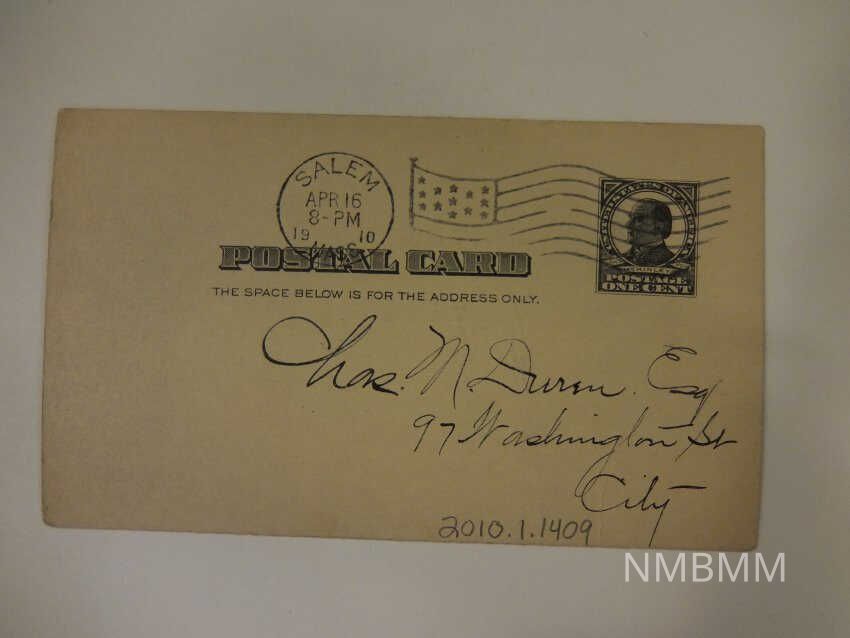 SALEM
APR 16
8-PM
19 10
MASS
UNITED STATES OF AMERICA
McKINLEY
POSTAGE
ONE CENT
POSTAL CARD
THE SPACE BELOW IS FOR THE ADDRESS ONLY.
Chas. M. Duren. Esq
97 Washington St
City
2010.1.1409
NMBMM